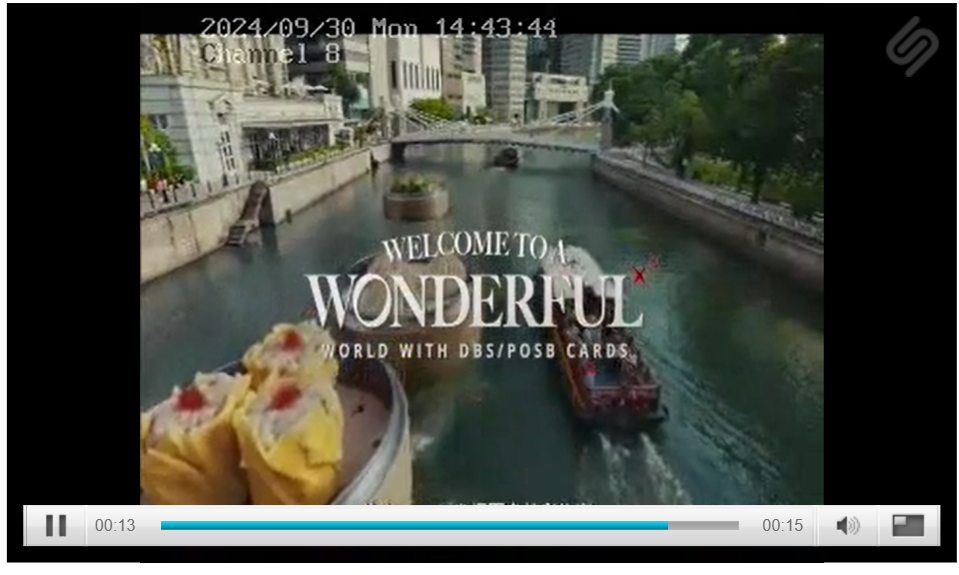 2024/09/30 Mon 14:43:44
Channel 8
WELCOME TO A
WONDERFUL
WORLD WITH DBS/POSB CARDS
00:13
00:15